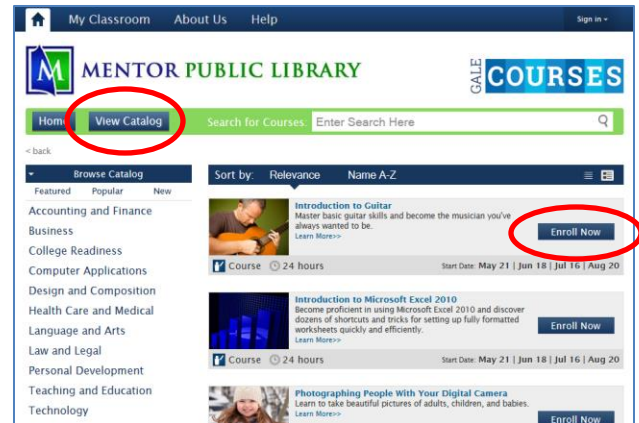 My Classroom About Us Help Sign in
M MENTOR PUBLIC LIBRARY GALE COURSES
Home View Catalog Search for Courses: Enter Search Here
< back
Browse Catalog
Featured Popular New
Accounting and Finance
Business
College Readiness
Computer Applications
Design and Composition
Health Care and Medical
Language and Arts
Law and Legal
Personal Development
Teaching and Education
Technology
Sort by: Relevance Name A-Z
Introduction to Guitar
Master basic guitar skills and become the musician you've
always wanted to be.
Learn More>>
Enroll Now
Course 24 hours Start Date: May 21 | Jun 18 | Jul 16 | Aug 20
Introduction to Microsoft Excel 2010
Become proficient in using Microsoft Excel 2010 and discover
dozens of shortcuts and tricks for setting up fully formatted
worksheets quickly and efficiently.
Learn More>>
Enroll Now
Course 24 hours Start Date: May 21 | Jun 18 | Jul 16 | Aug 20
Photographing People With Your Digital Camera
Learn to take beautiful pictures of adults, children, and babies.
Learn More>>
Enroll Now